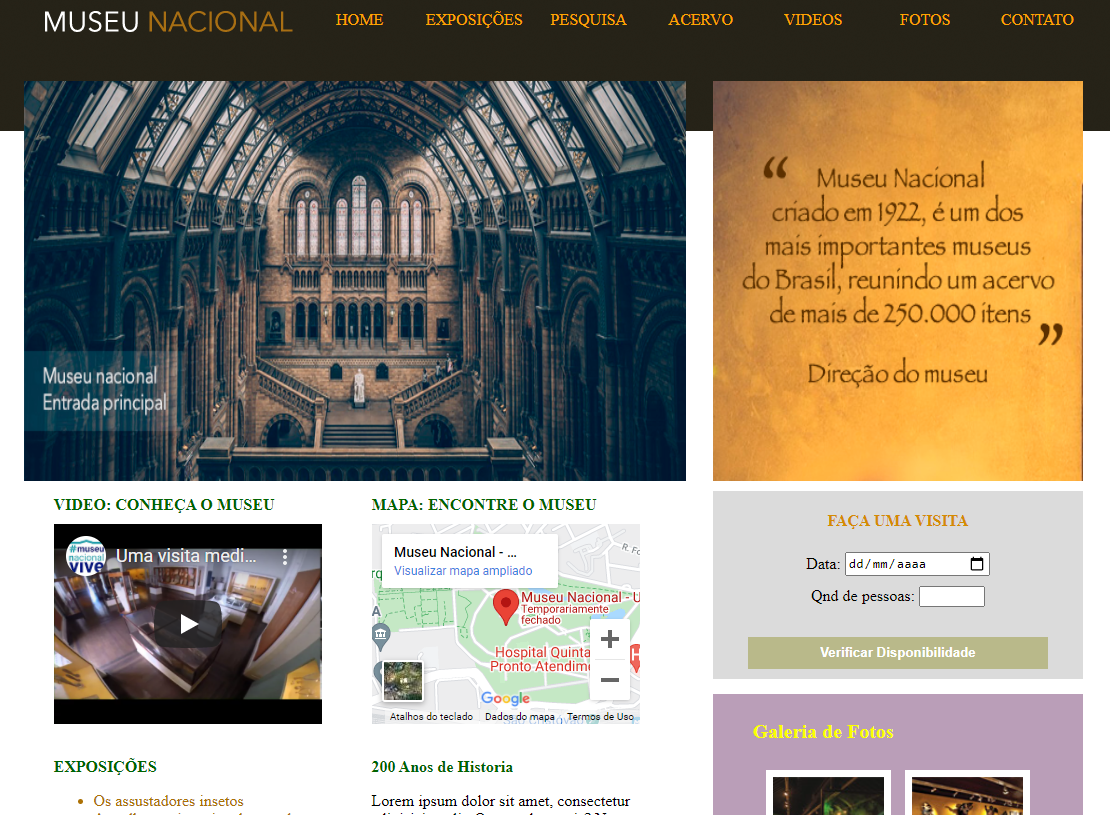 MUSEU NACIONAL
HOME EXPOSIÇÕES PESQUISA ACERVO VIDEOS FOTOS CONTATO
Museu nacional
Entrada principal
“ Museu Nacional
criado em 1922, é um dos
mais importantes museus
do Brasil, reunindo um acervo
de mais de 250.000 itens ”
Direção do museu
VIDEO: CONHEÇA O MUSEU
#museu
nacional
vive
Uma visita medi...
MAPA: ENCONTRE O MUSEU
Museu Nacional - ...
Visualizar mapa ampliado
R. Fo
Museu Nacional - U
Temporariamente
fechado
Hospital Quinta
Pronto Atendime
Google
Atalhos do teclado Dados do mapa Termos de Uso
FAÇA UMA VISITA
Data: dd/mm/aaaa
Qnd de pessoas:
Verificar Disponibilidade
Galeria de Fotos
EXPOSIÇÕES
Os assustadores insetos
200 Anos de Historia
Lorem ipsum dolor sit amet, consectetur